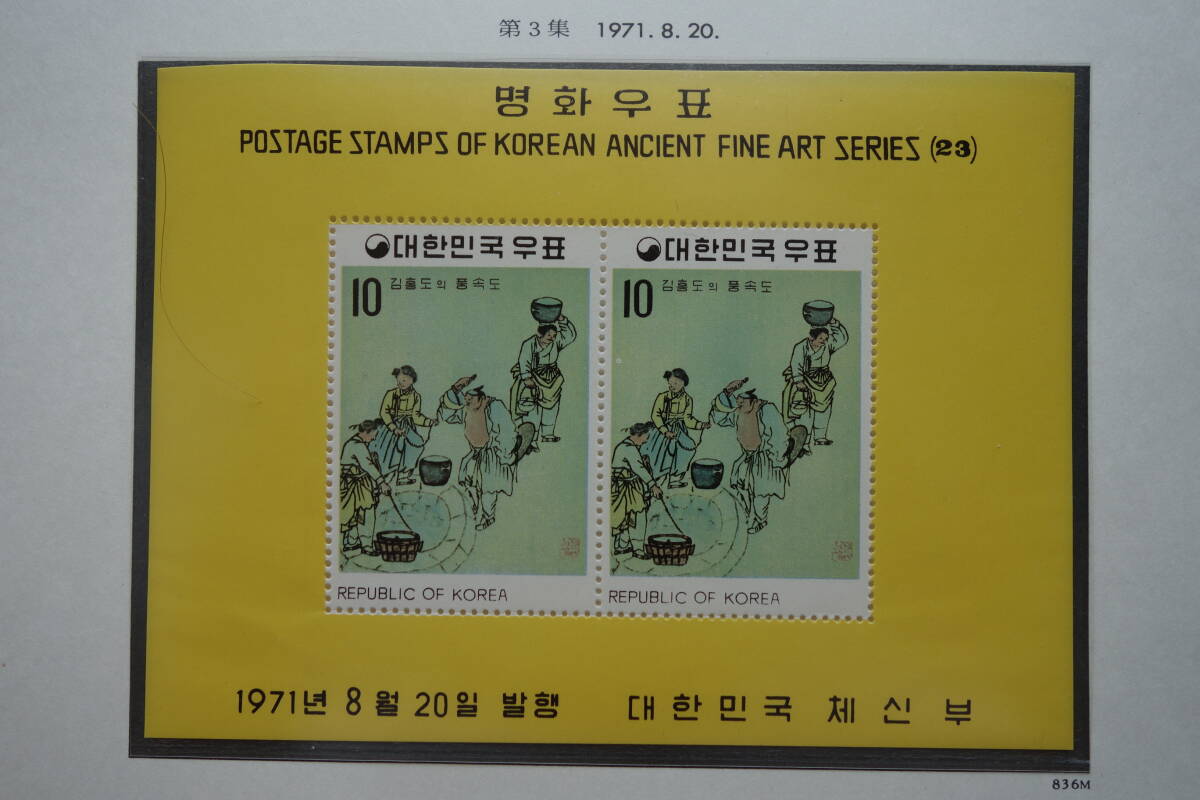 第3集 1971. 8. 20.
명화우표
POSTAGE STAMPS OF KOREAN ANCIENT FINE ART SERIES (23)
대한민국우표
10 김홀도의 풍속도
REPUBLIC OF KOREA
대한민국우표
10 김홀도의 풍속도
REPUBLIC OF KOREA
1971년 8월 20일 발행 대한민국 체신부
836M